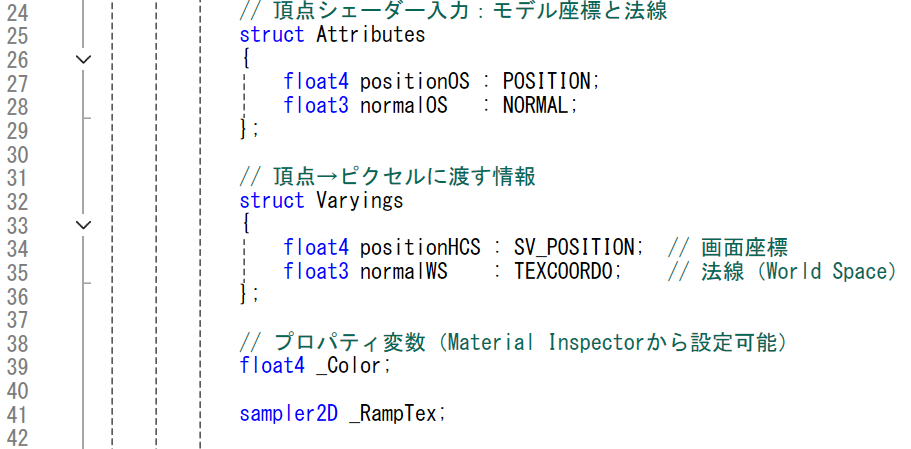 24 // 頂点シェーダー入力：モデル座標と法線
25 struct Attributes
26 {
27 float4 positionOS : POSITION;
28 float3 normalOS : NORMAL;
29 };
30
31 // 頂点→ピクセルに渡す情報
32 struct Varyings
33 {
34 float4 positionHCS : SV_POSITION; // 画面座標
35 float3 normalWS : TEXCOORD0; // 法線（World Space）
36 };
37
38 // プロパティ変数（Material Inspectorから設定可能）
39 float4 _Color;
40
41 sampler2D _RampTex;
42